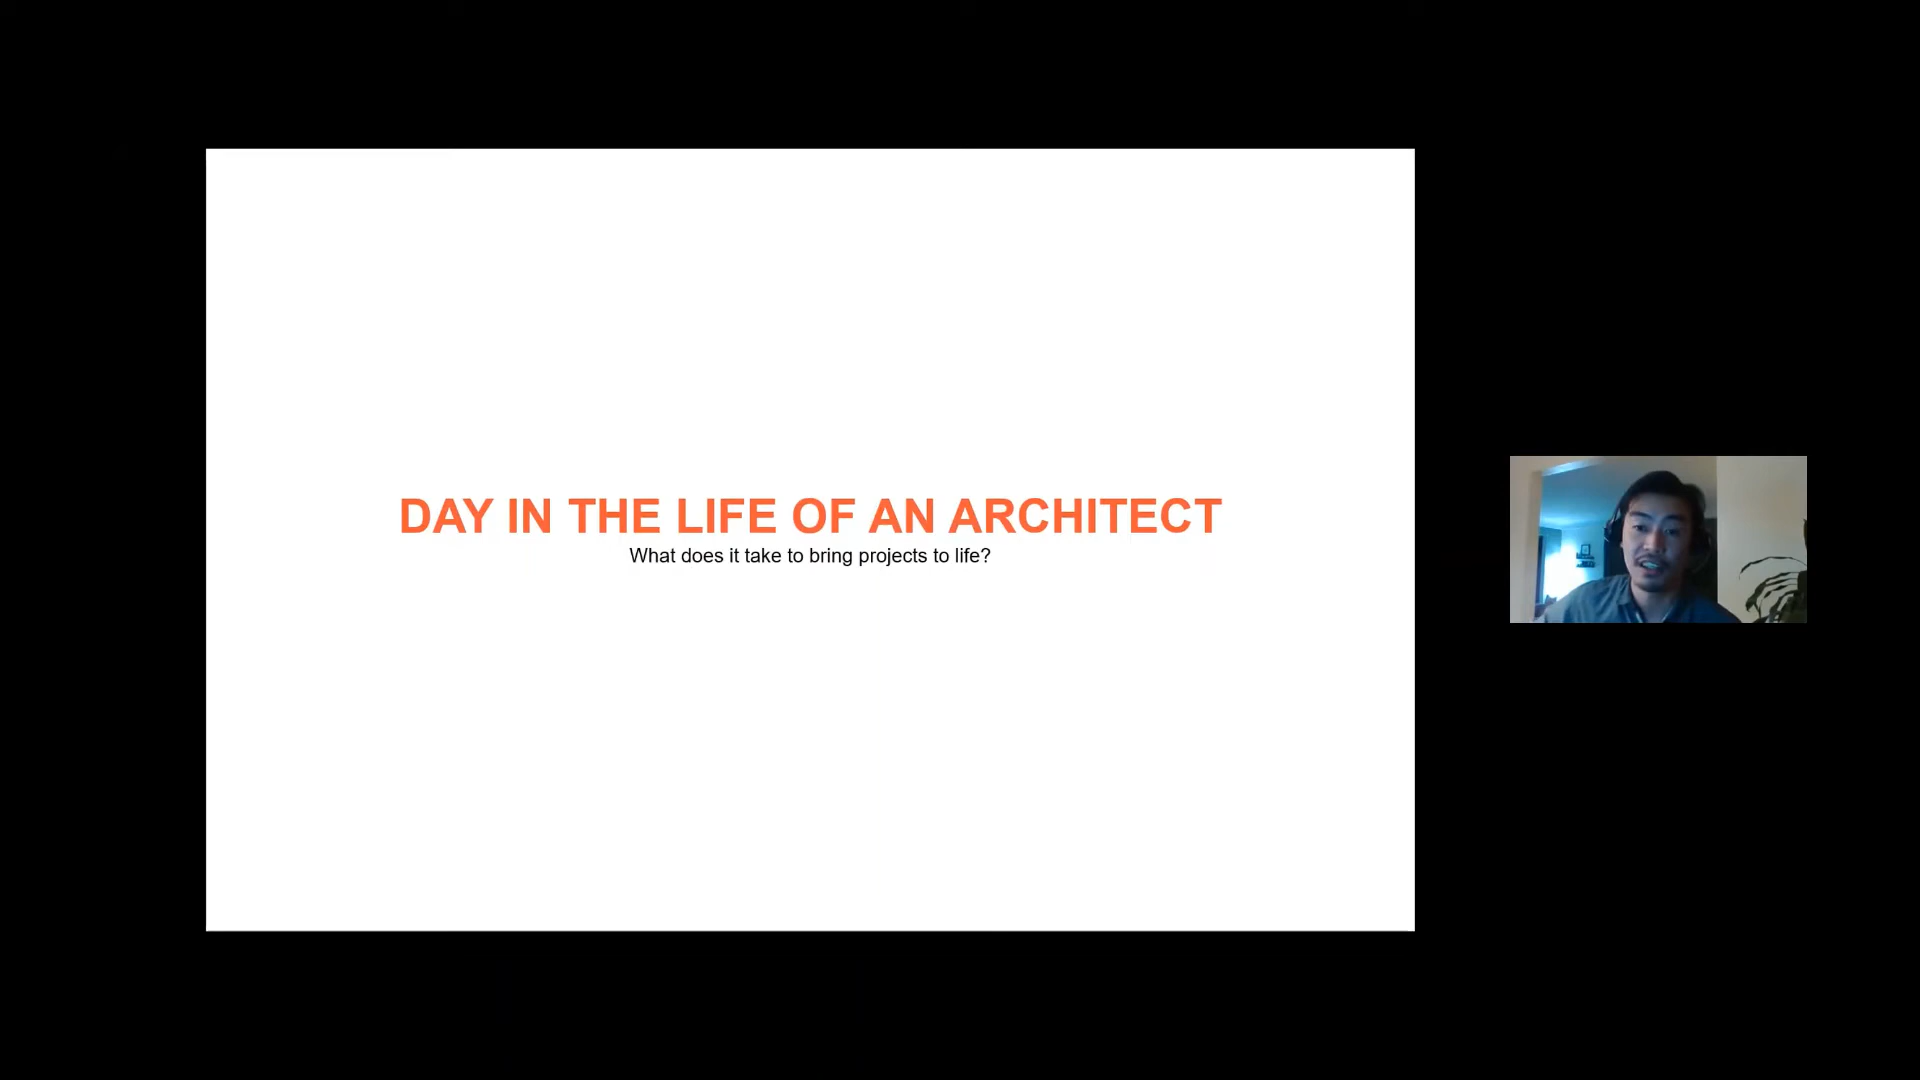 DAY IN THE LIFE OF AN ARCHITECT
What does it take to bring projects to life?